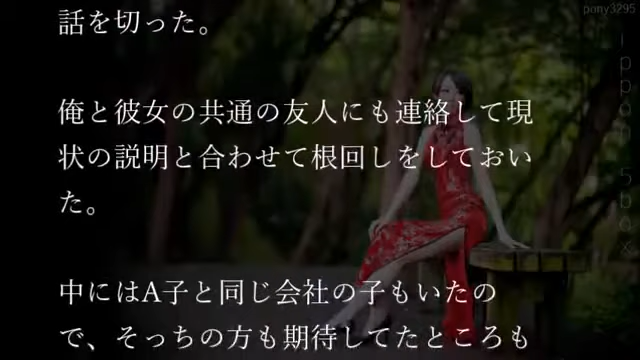 pony3295
話を切った。
俺と彼女の共通の友人にも連絡して現
状の説明と合わせて根回しをしておい
た。
中にはA子と同じ会社の子もいたの
で、そっちの方も期待してたところも
ippon 5box